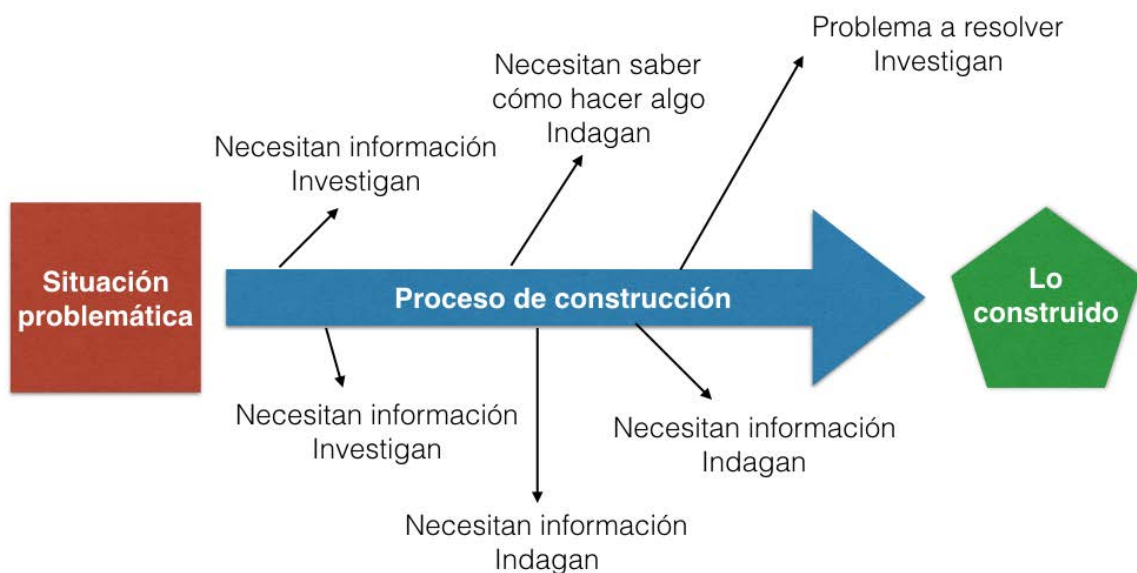 Problema a resolver
Investigan
Necesitan saber
cómo hacer algo
Indagan
Necesitan información
Investigan
Situación
problemática
Proceso de construcción
Lo
construido
Necesitan información
Investigan
Necesitan información
Indagan
Necesitan información
Indagan